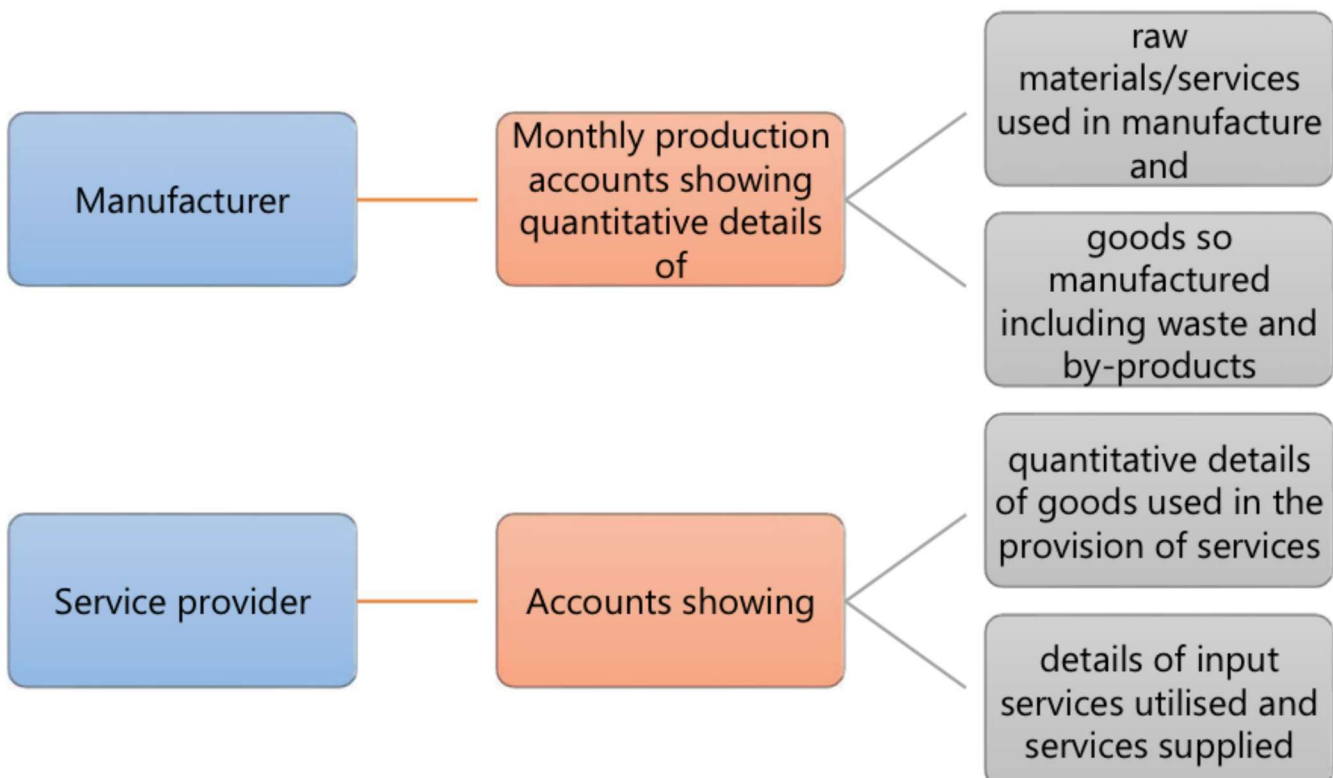 Manufacturer
Monthly production
accounts showing
quantitative details
of
raw
materials/services
used in manufacture
and
goods so
manufactured
including waste and
by-products
Service provider
Accounts showing
quantitative details
of goods used in the
provision of services
details of input
services utilised and
services supplied